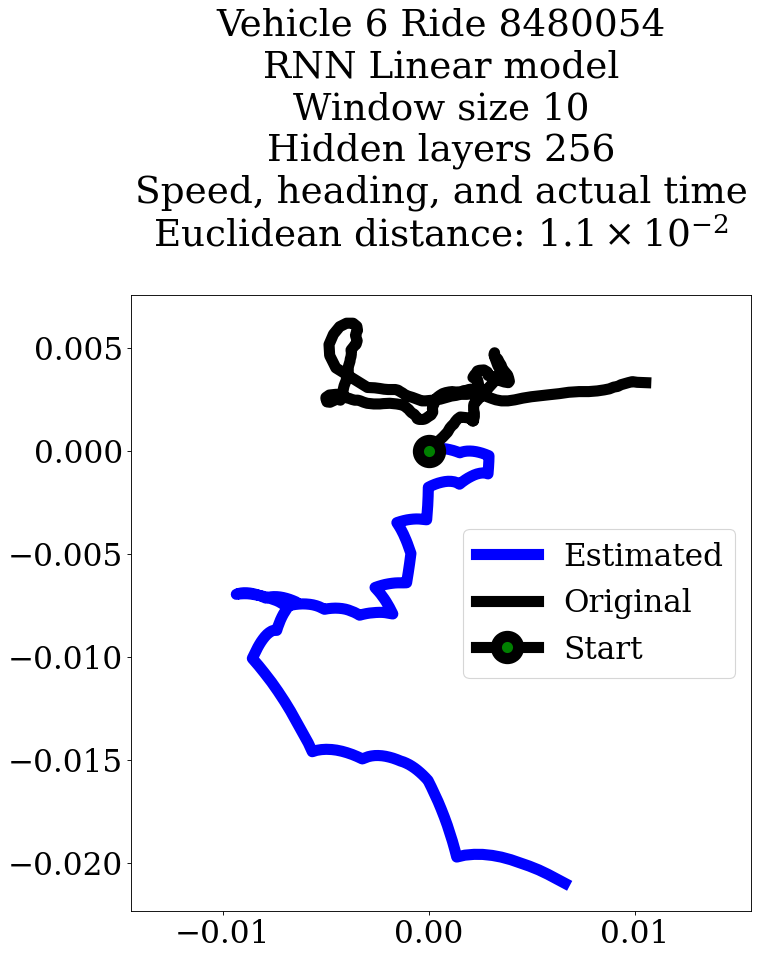 Vehicle 6 Ride 8480054
RNN Linear model
Window size 10
Hidden layers 256
Speed, heading, and actual time
Euclidean distance: 1.1 × 10⁻²
0.005
0.000
−0.005
−0.010
−0.015
−0.020
Estimated
Original
Start
−0.01
0.00
0.01